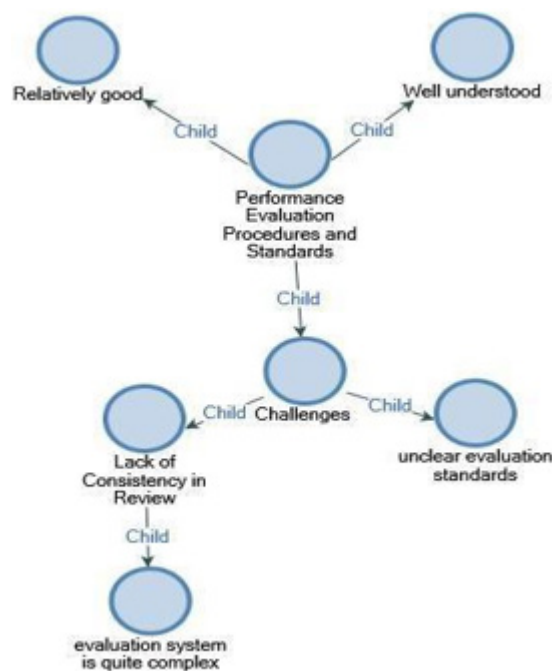 Relatively good
Well understood
Child
Child
Performance
Evaluation
Procedures and
Standards
Child
Challenges
Child
Child
Lack of
Consistency in
Review
unclear evaluation
standards
Child
evaluation system
is quite complex